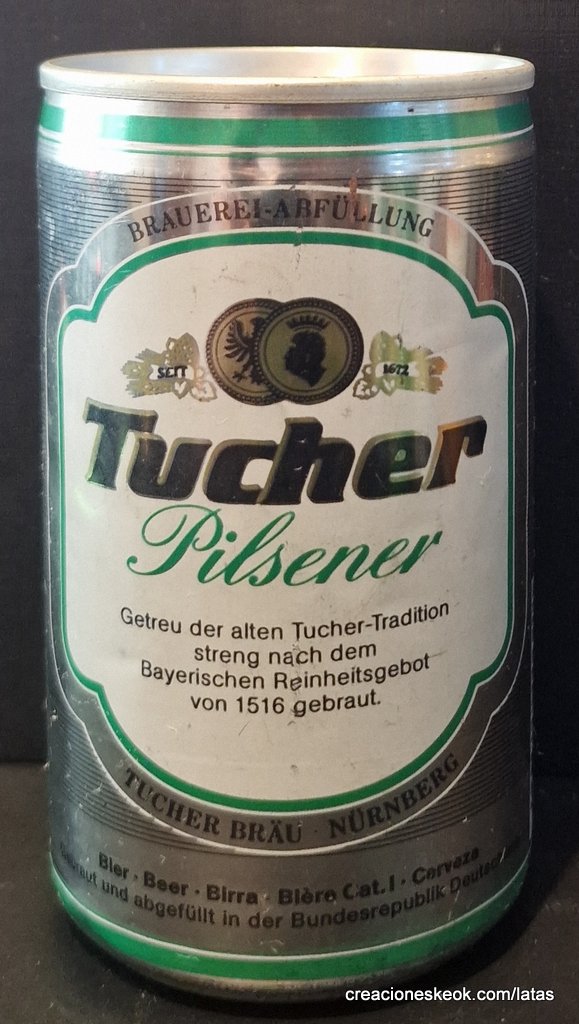 BRAUEREI-ABFÜLLUNG
SEIT 1672
Tucher
Pilsener
Getreu der alten Tucher-Tradition
streng nach dem
Bayerischen Reinheitsgebot
von 1516 gebraut.
TUCHER BRÄU · NÜRNBERG
Bier · Beer · Birra · Bière Cat. I · Cerveza
und abgefüllt in der Bundesrepublik
creacioneskeok.com/latas